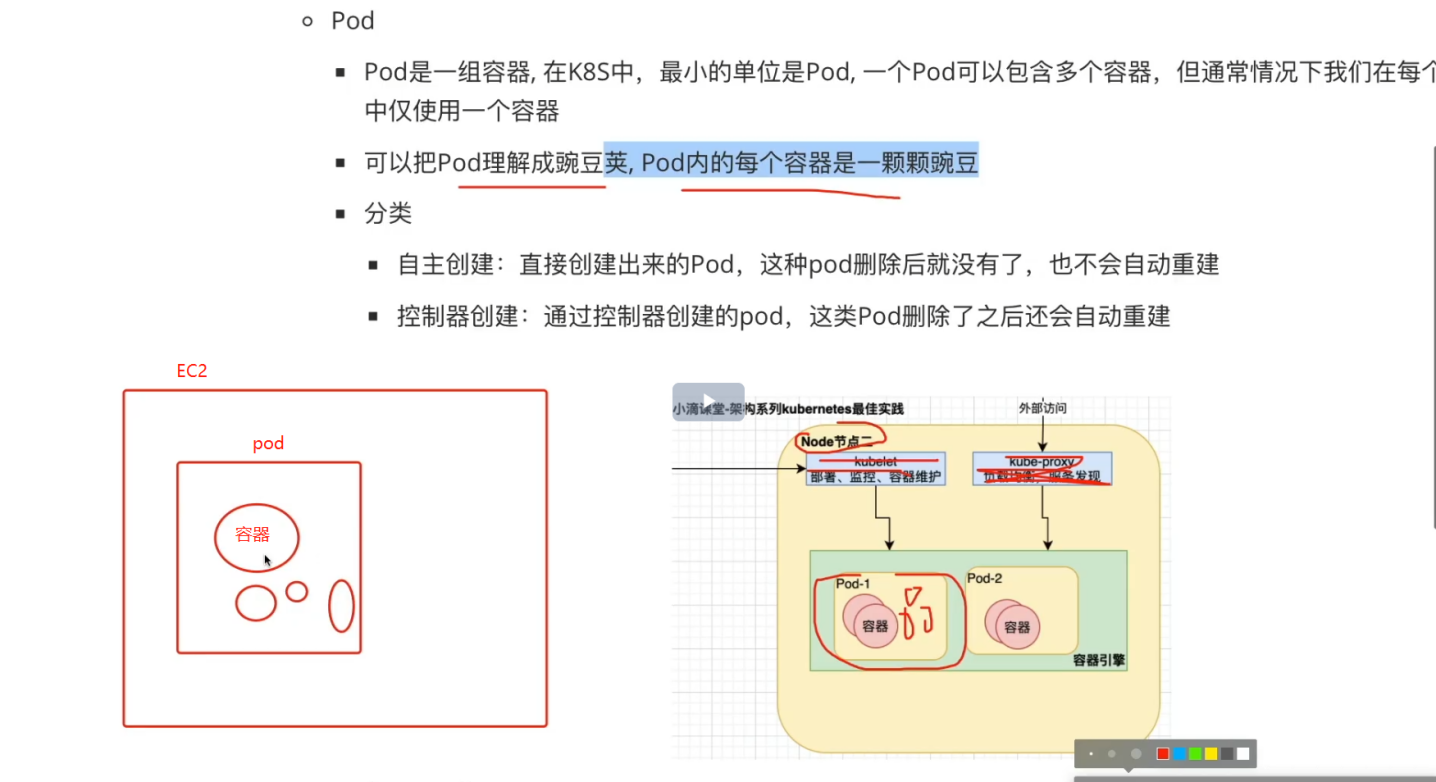 Pod
Pod是一组容器, 在K8S中，最小的单位是Pod, 一个Pod可以包含多个容器，但通常情况下我们在每个
中仅使用一个容器
可以把Pod理解成豌豆荚, Pod内的每个容器是一颗颗豌豆
分类
自主创建：直接创建出来的Pod，这种pod删除后就没有了，也不会自动重建
控制器创建：通过控制器创建的pod，这类Pod删除了之后还会自动重建
EC2
pod
容器
小滴课堂-架构系列kubernetes最佳实践
外部访问
Node节点二
kubelet
部署、监控、容器维护
kube-proxy
负载均衡、服务发现
Pod-1
容器
Pod-2
容器
容器引擎